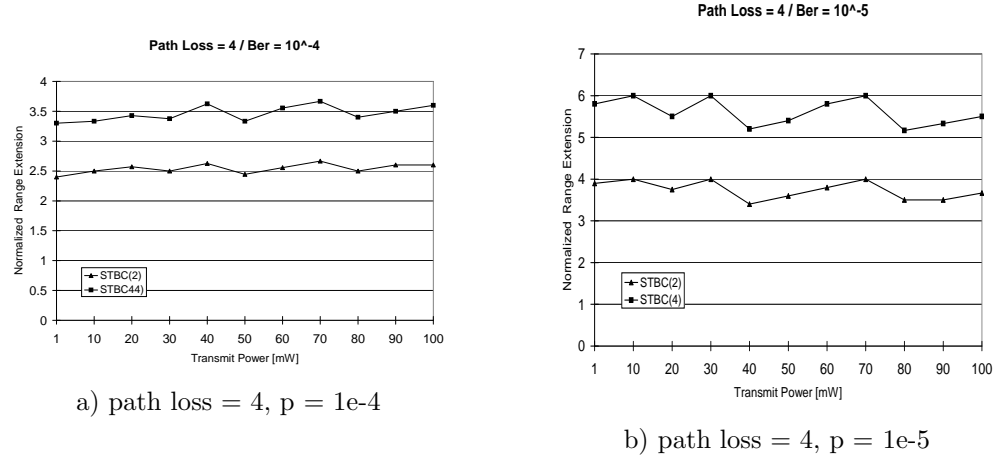 Path Loss = 4 / Ber = 10^-4
Normalized Range Extension
4
3.5
3
2.5
2
1.5
1
0.5
0
STBC(2)
STBC44)
1 10 20 30 40 50 60 70 80 90 100
Transmit Power [mW]
a) path loss = 4, p = 1e-4
Path Loss = 4 / Ber = 10^-5
Normalized Range Extension
7
6
5
4
3
2
1
0
STBC(2)
STBC(4)
1 10 20 30 40 50 60 70 80 90 100
Transmit Power [mW]
b) path loss = 4, p = 1e-5